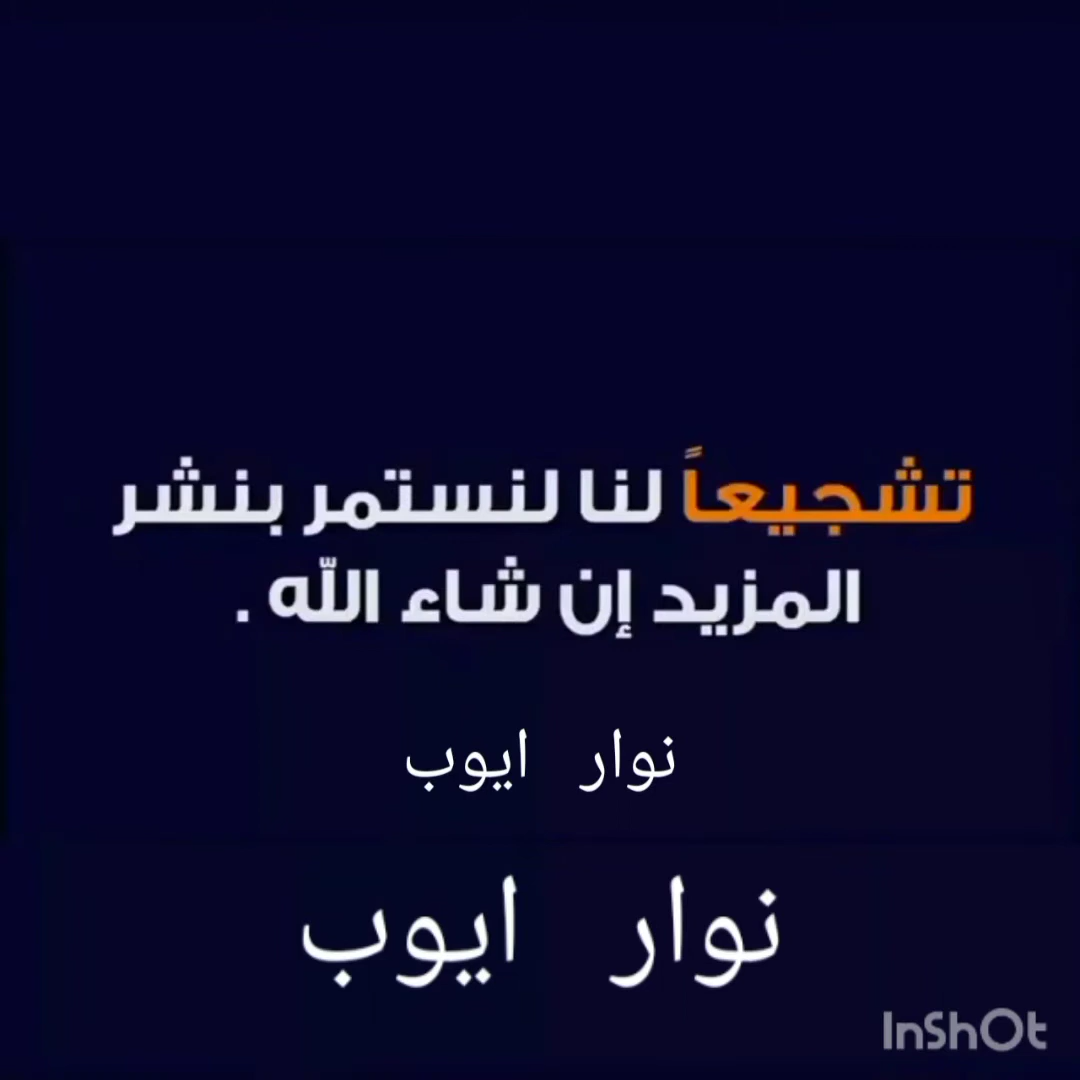 تشجيعاً لنا لنستمر بنشر
المزيد إن شاء الله .
نوار ايوب
نوار ايوب
InShOt